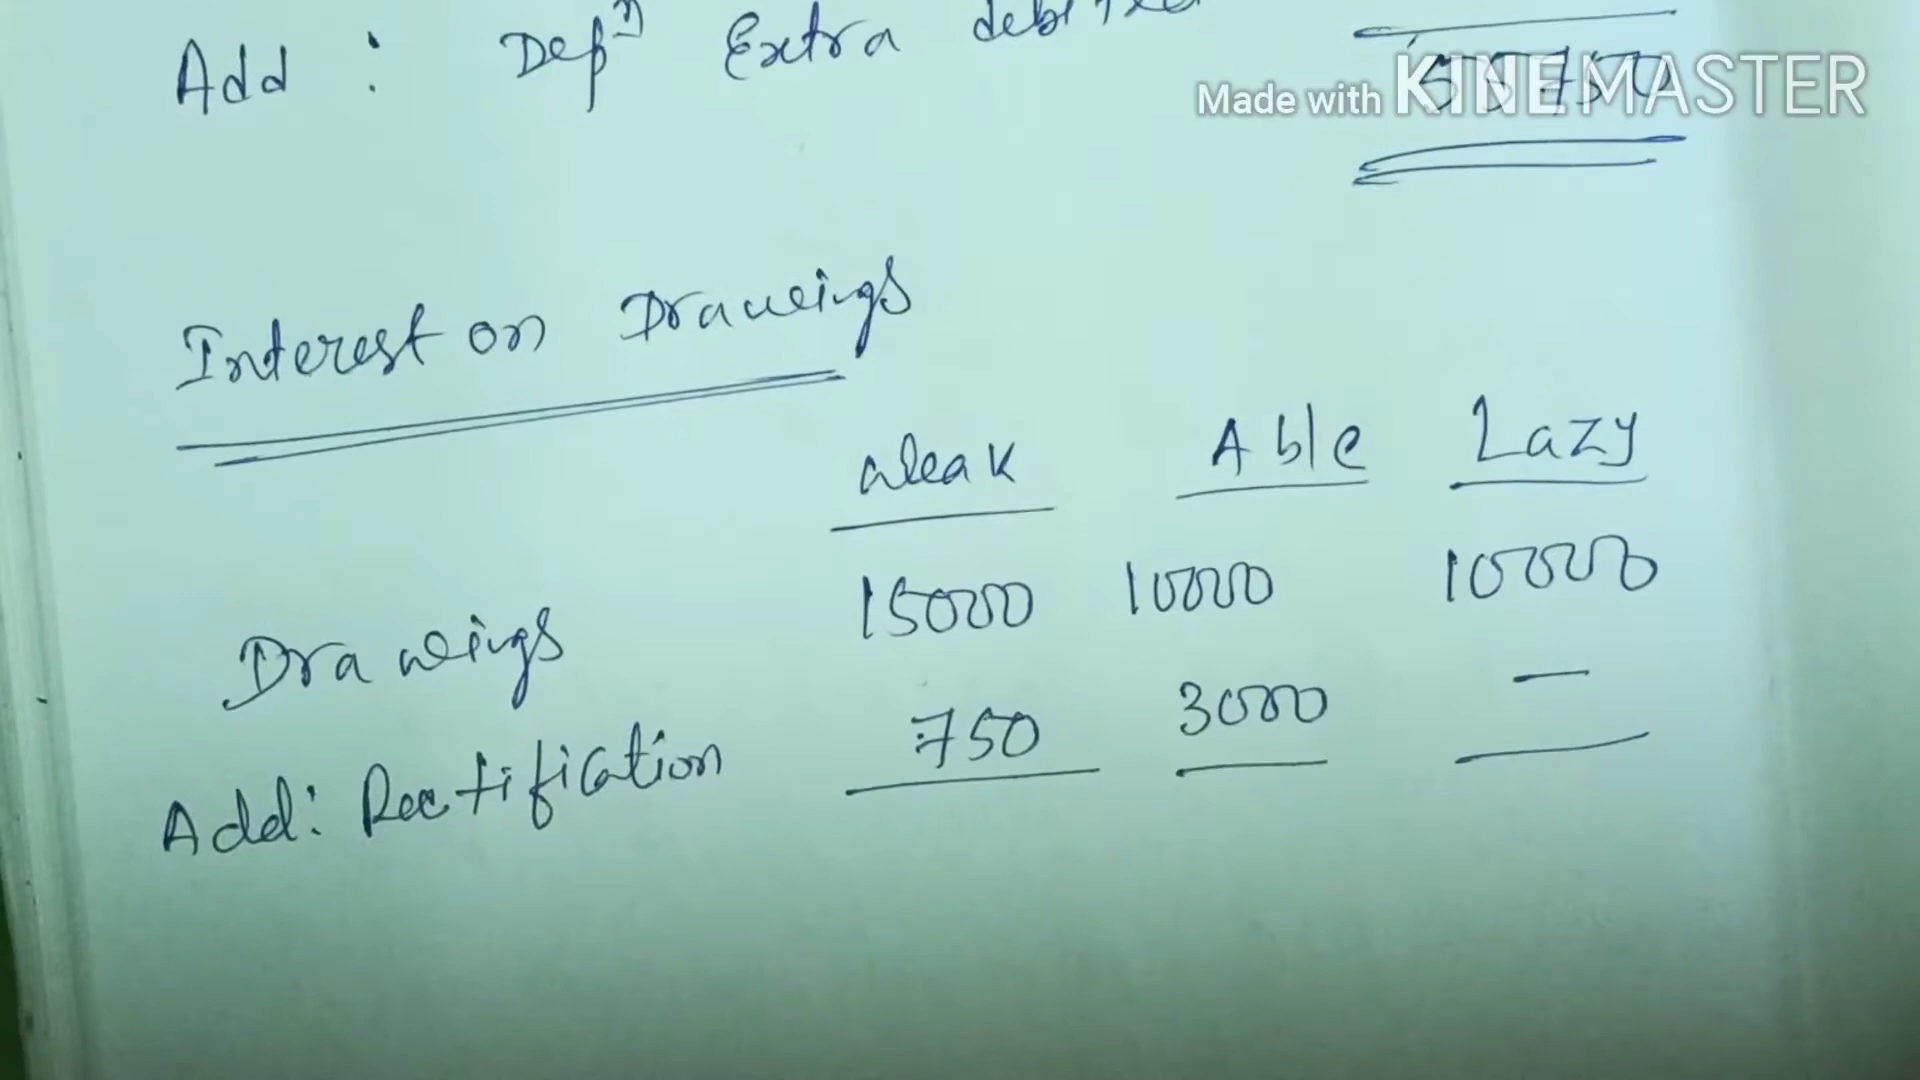 Add : Depn Extra debited
Made with KINEMASTER
Interest on Drawings
Weak Able Lazy
Drawings 15000 10000 10000
Add: Rectification 750 3000 —